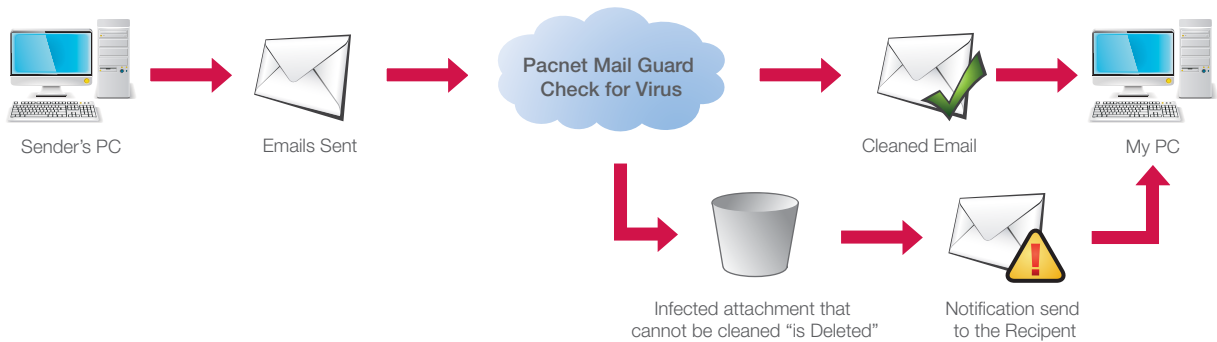 Pacnet Mail Guard
Check for Virus
Sender's PC
Emails Sent
Cleaned Email
My PC
Infected attachment that
cannot be cleaned “is Deleted”
Notification send
to the Recipent